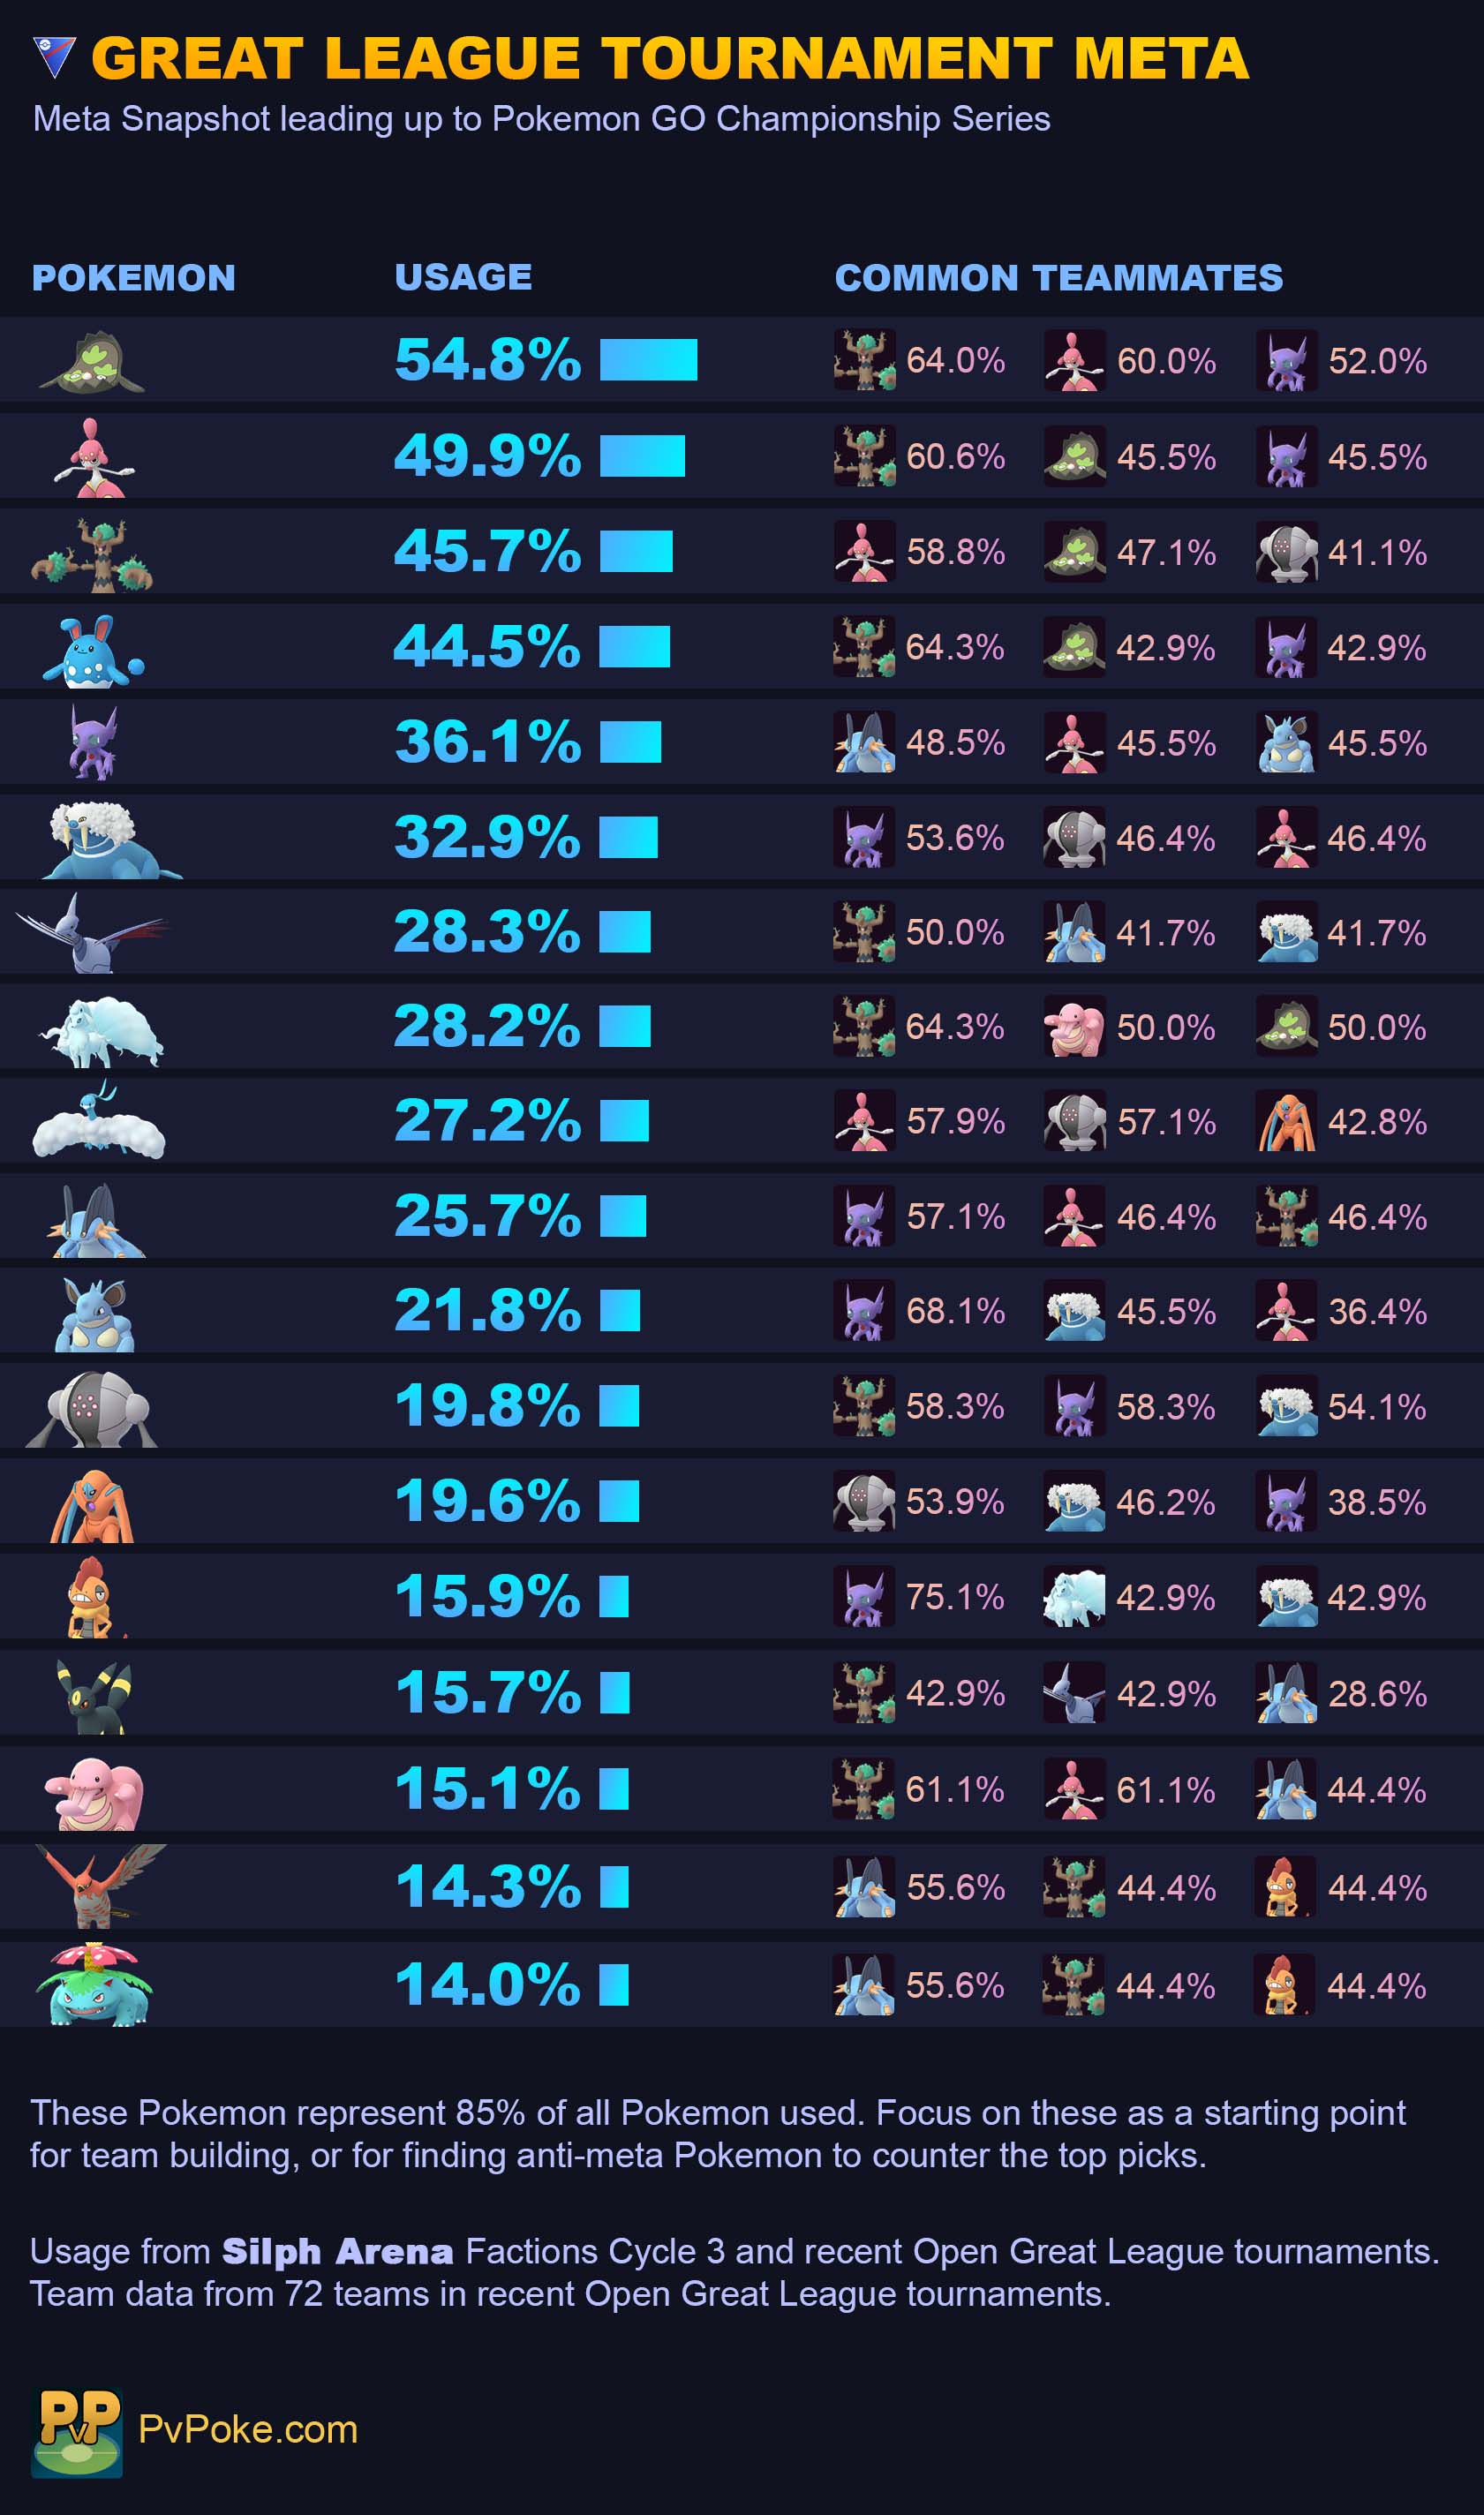 GREAT LEAGUE TOURNAMENT META
Meta Snapshot leading up to Pokemon GO Championship Series
POKEMON USAGE COMMON TEAMMATES
54.8% 64.0% 60.0% 52.0%
49.9% 60.6% 45.5% 45.5%
45.7% 58.8% 47.1% 41.1%
44.5% 64.3% 42.9% 42.9%
36.1% 48.5% 45.5% 45.5%
32.9% 53.6% 46.4% 46.4%
28.3% 50.0% 41.7% 41.7%
28.2% 64.3% 50.0% 50.0%
27.2% 57.9% 57.1% 42.8%
25.7% 57.1% 46.4% 46.4%
21.8% 68.1% 45.5% 36.4%
19.8% 58.3% 58.3% 54.1%
19.6% 53.9% 46.2% 38.5%
15.9% 75.1% 42.9% 42.9%
15.7% 42.9% 42.9% 28.6%
15.1% 61.1% 61.1% 44.4%
14.3% 55.6% 44.4% 44.4%
14.0% 55.6% 44.4% 44.4%
These Pokemon represent 85% of all Pokemon used. Focus on these as a starting point
for team building, or for finding anti-meta Pokemon to counter the top picks.
Usage from Silph Arena Factions Cycle 3 and recent Open Great League tournaments.
Team data from 72 teams in recent Open Great League tournaments.
PvP PvPoke.com